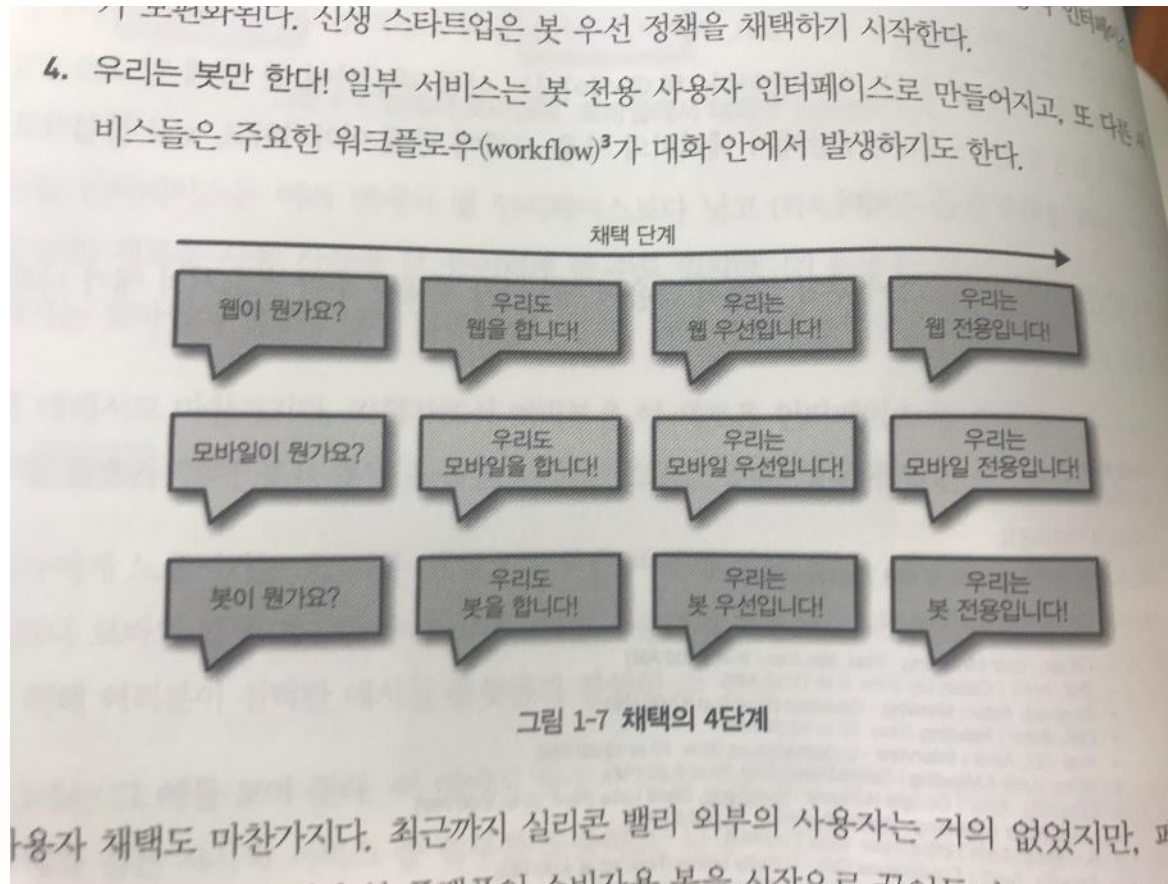 보편화된다. 신생 스타트업은 봇 우선 정책을 채택하기 시작한다.
4. 우리는 봇만 한다! 일부 서비스는 봇 전용 사용자 인터페이스로 만들어지고, 또 다른 서
비스들은 주요한 워크플로우(workflow)³가 대화 안에서 발생하기도 한다.
채택 단계
웹이 뭔가요?
우리도
웹을 합니다!
우리는
웹 우선입니다!
우리는
웹 전용입니다!
모바일이 뭔가요?
우리도
모바일을 합니다!
우리는
모바일 우선입니다!
우리는
모바일 전용입니다!
봇이 뭔가요?
우리도
봇을 합니다!
우리는
봇 우선입니다!
우리는
봇 전용입니다!
그림 1-7 채택의 4단계
사용자 채택도 마찬가지다. 최근까지 실리콘 밸리 외부의 사용자는 거의 없었지만,